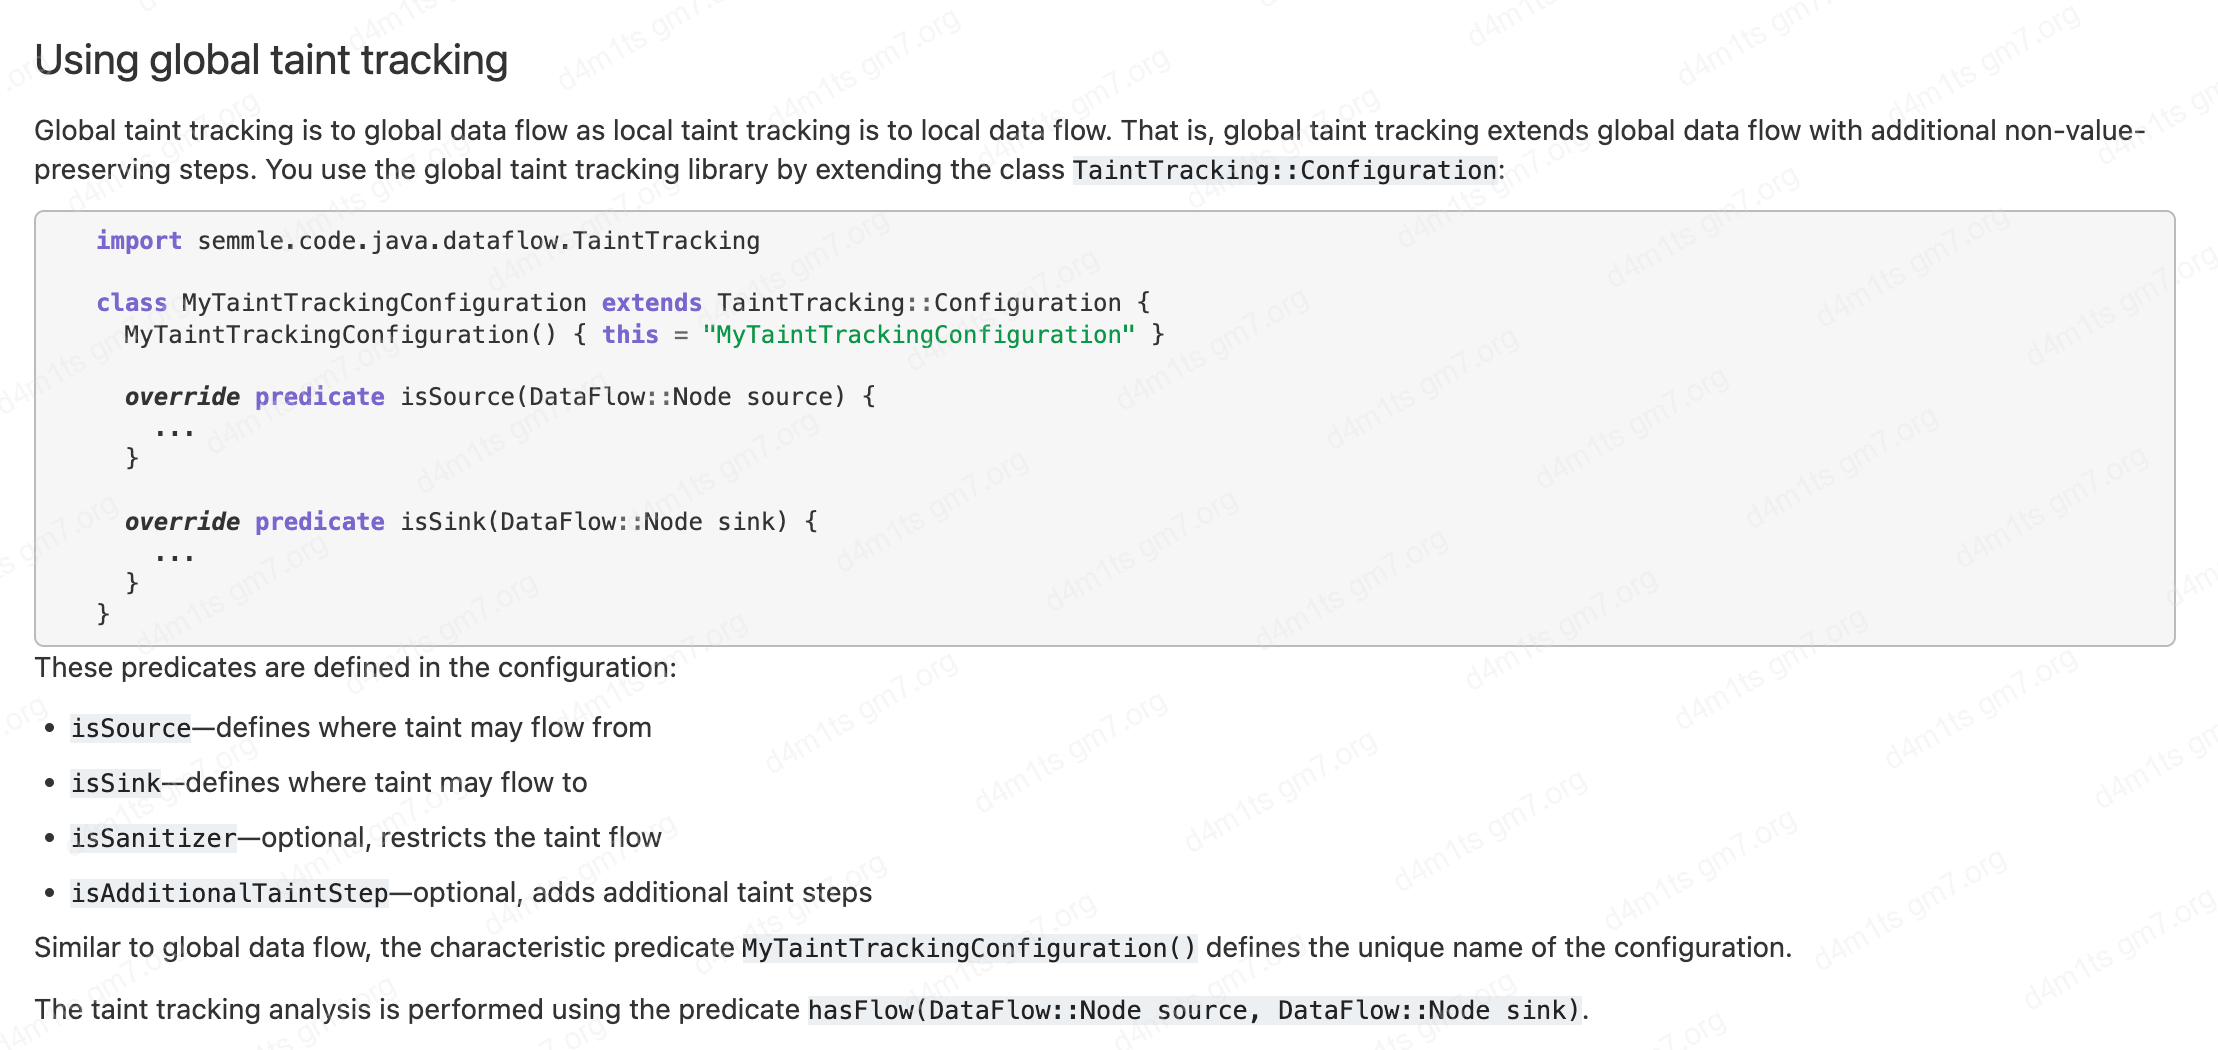 Using global taint tracking
Global taint tracking is to global data flow as local taint tracking is to local data flow. That is, global taint tracking extends global data flow with additional non-value-
preserving steps. You use the global taint tracking library by extending the class TaintTracking::Configuration:
import semmle.code.java.dataflow.TaintTracking
class MyTaintTrackingConfiguration extends TaintTracking::Configuration {
MyTaintTrackingConfiguration() { this = "MyTaintTrackingConfiguration" }
override predicate isSource(DataFlow::Node source) {
...
}
override predicate isSink(DataFlow::Node sink) {
...
}
}
These predicates are defined in the configuration:
• isSource—defines where taint may flow from
• isSink—defines where taint may flow to
• isSanitizer—optional, restricts the taint flow
• isAdditionalTaintStep—optional, adds additional taint steps
Similar to global data flow, the characteristic predicate MyTaintTrackingConfiguration() defines the unique name of the configuration.
The taint tracking analysis is performed using the predicate hasFlow(DataFlow::Node source, DataFlow::Node sink).
d4m1ts gm7.org